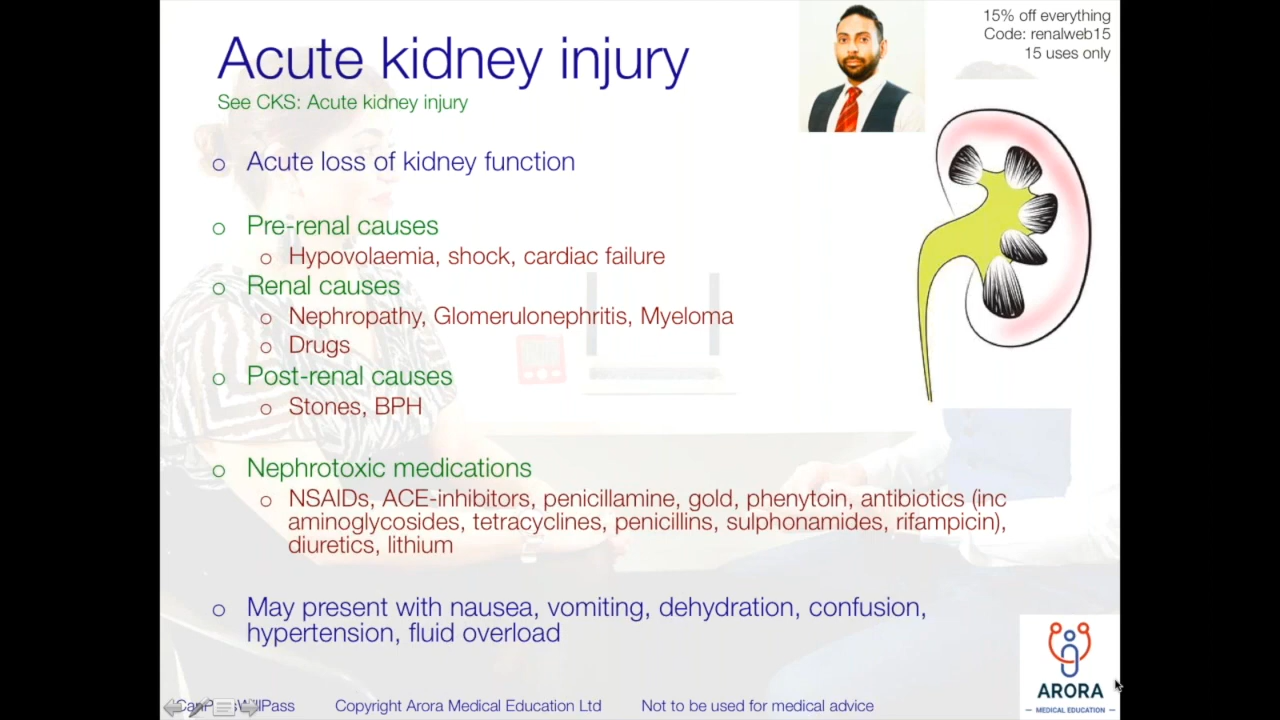 Acute kidney injury
See CKS: Acute kidney injury
15% off everything
Code: renalweb15
15 uses only
o Acute loss of kidney function
o Pre-renal causes
o Hypovolaemia, shock, cardiac failure
o Renal causes
o Nephropathy, Glomerulonephritis, Myeloma
o Drugs
o Post-renal causes
o Stones, BPH
o Nephrotoxic medications
o NSAIDs, ACE-inhibitors, penicillamine, gold, phenytoin, antibiotics (inc
aminoglycosides, tetracyclines, penicillins, sulphonamides, rifampicin),
diuretics, lithium
o May present with nausea, vomiting, dehydration, confusion,
hypertension, fluid overload
Copyright Arora Medical Education Ltd
Not to be used for medical advice
ARORA
MEDICAL EDUCATION